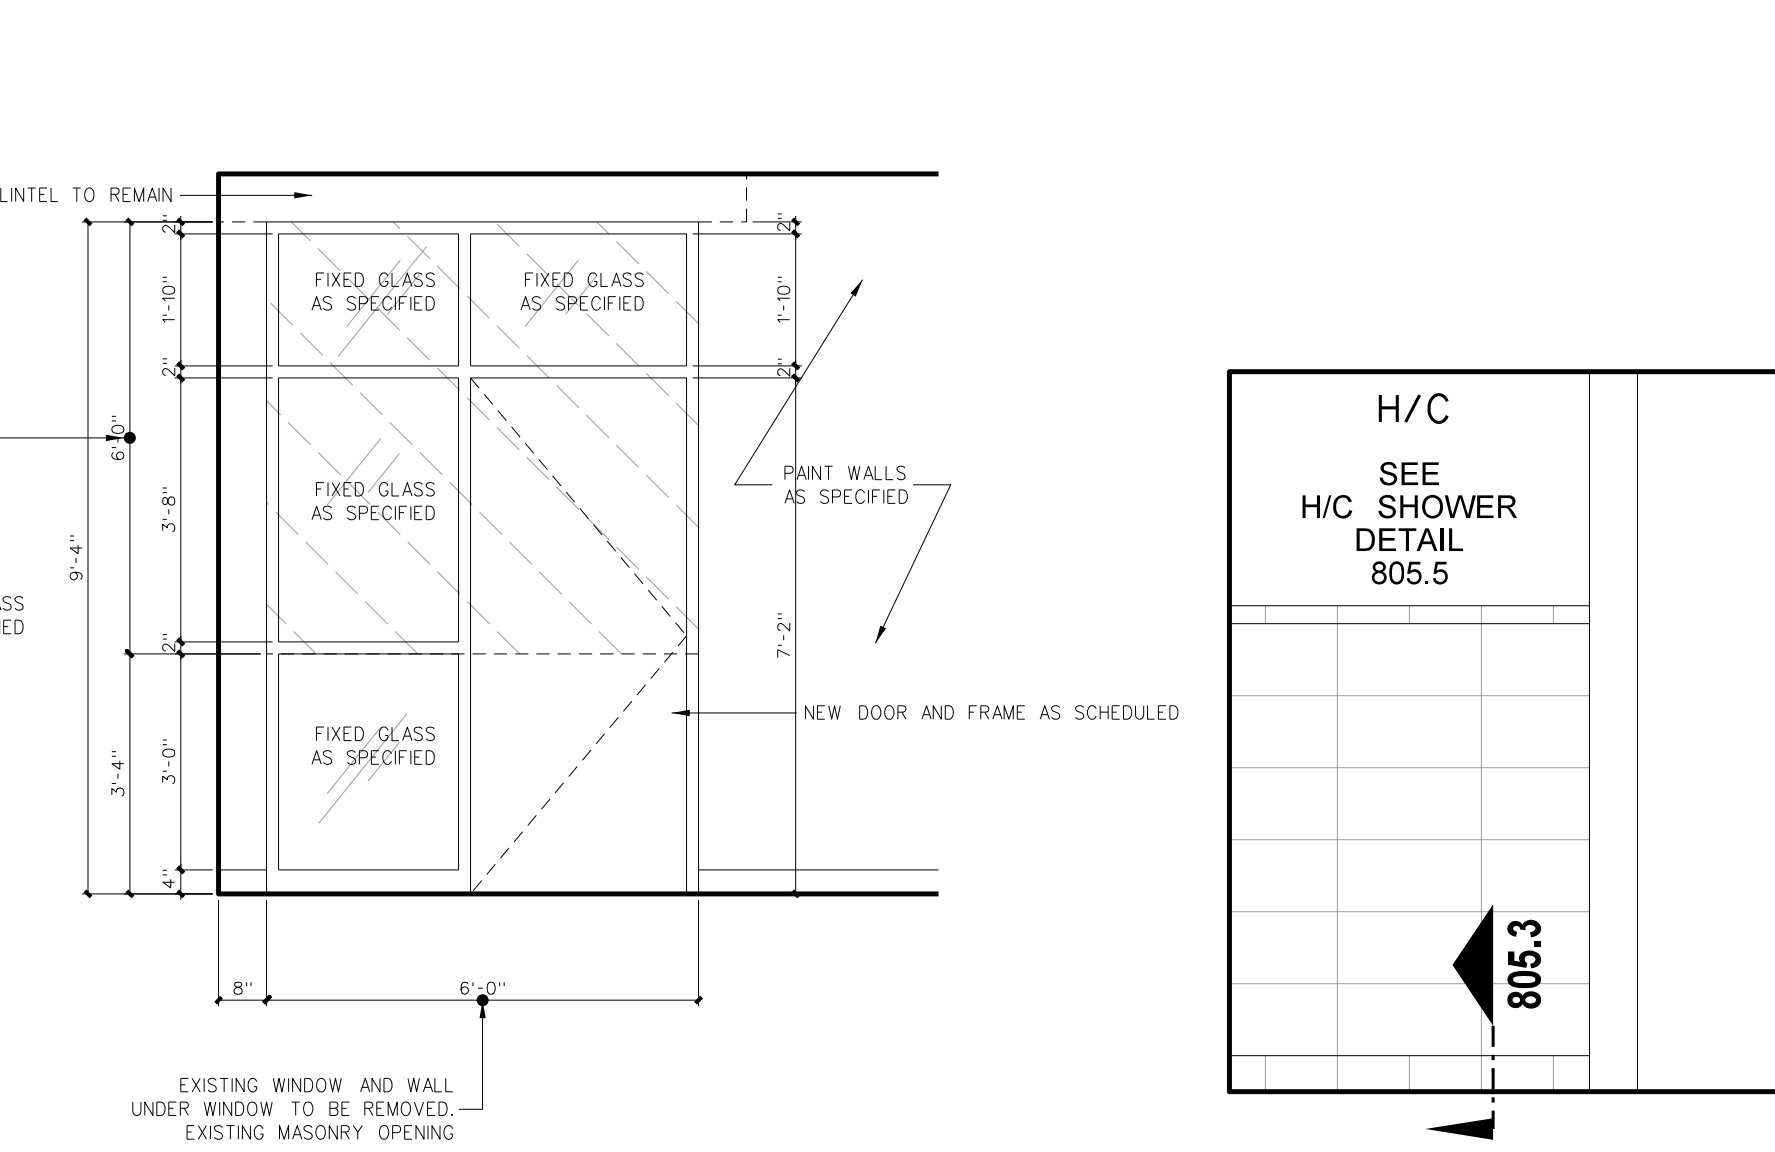 LINTEL TO REMAIN
2"
2"
FIXED GLASS
AS SPECIFIED
FIXED GLASS
AS SPECIFIED
1'-10"
1'-10"
2"
2"
6'-0"
H/C
SEE
H/C SHOWER
DETAIL
805.5
PAINT WALLS
AS SPECIFIED
FIXED GLASS
AS SPECIFIED
3'-8"
9'-4"
ASS
IED
2"
7'-2"
NEW DOOR AND FRAME AS SCHEDULED
FIXED GLASS
AS SPECIFIED
3'-4"
3'-0"
4"
805.3
8"
6'-0"
EXISTING WINDOW AND WALL
UNDER WINDOW TO BE REMOVED.
EXISTING MASONRY OPENING